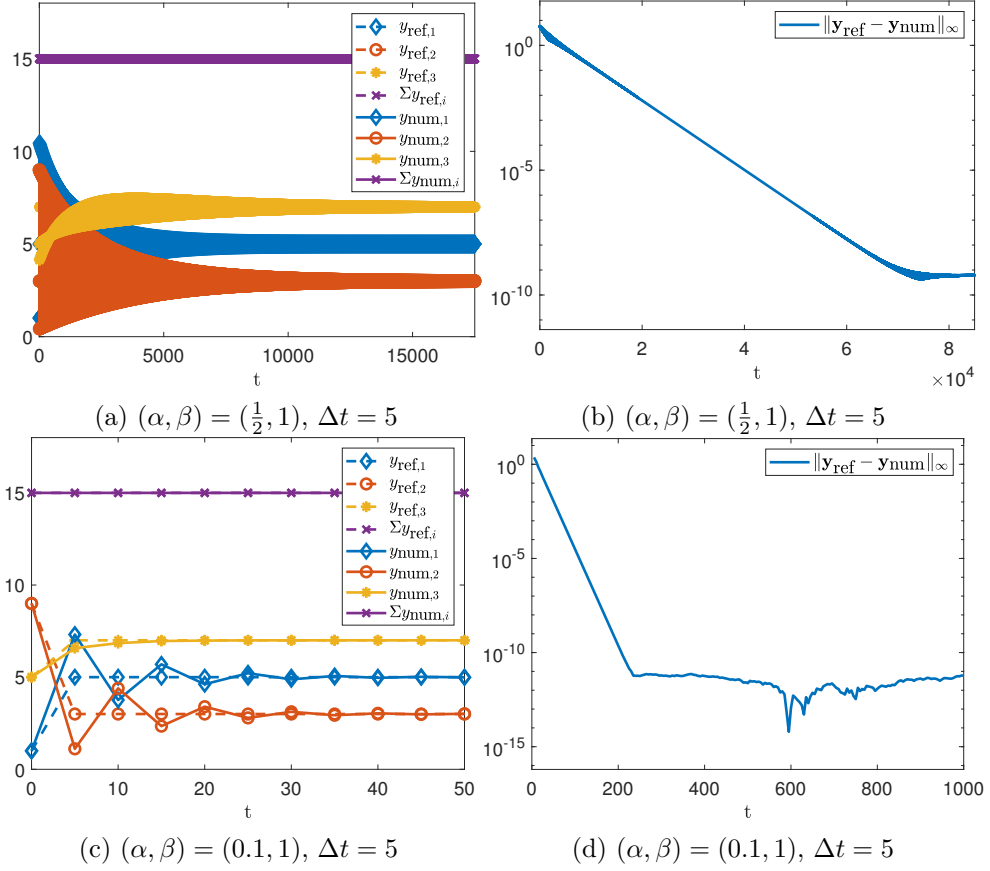 15
10
5
0
0
5000
10000
15000
t
y_ref,1
y_ref,2
y_ref,3
Σy_ref,i
y_num,1
y_num,2
y_num,3
Σy_num,i
(a) (α, β) = (1/2, 1), Δt = 5
10^0
10^-5
10^-10
0
2
4
6
8
×10^4
t
‖y_ref − y_num‖∞
(b) (α, β) = (1/2, 1), Δt = 5
15
10
5
0
0
10
20
30
40
50
t
y_ref,1
y_ref,2
y_ref,3
Σy_ref,i
y_num,1
y_num,2
y_num,3
Σy_num,i
(c) (α, β) = (0.1, 1), Δt = 5
10^0
10^-5
10^-10
10^-15
0
200
400
600
800
1000
t
‖y_ref − y_num‖∞
(d) (α, β) = (0.1, 1), Δt = 5